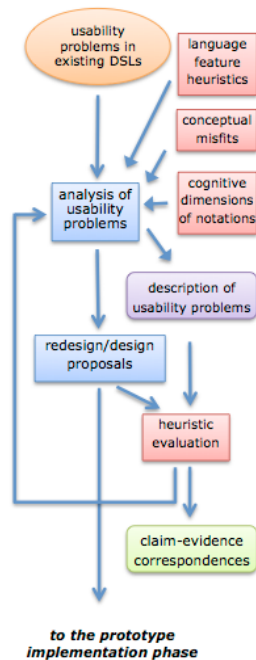 usability
problems in
existing DSLs
language
feature
heuristics
conceptual
misfits
cognitive
dimensions
of notations
analysis of
usability
problems
description of
usability problems
redesign/design
proposals
heuristic
evaluation
claim-evidence
correspondences
to the prototype
implementation phase